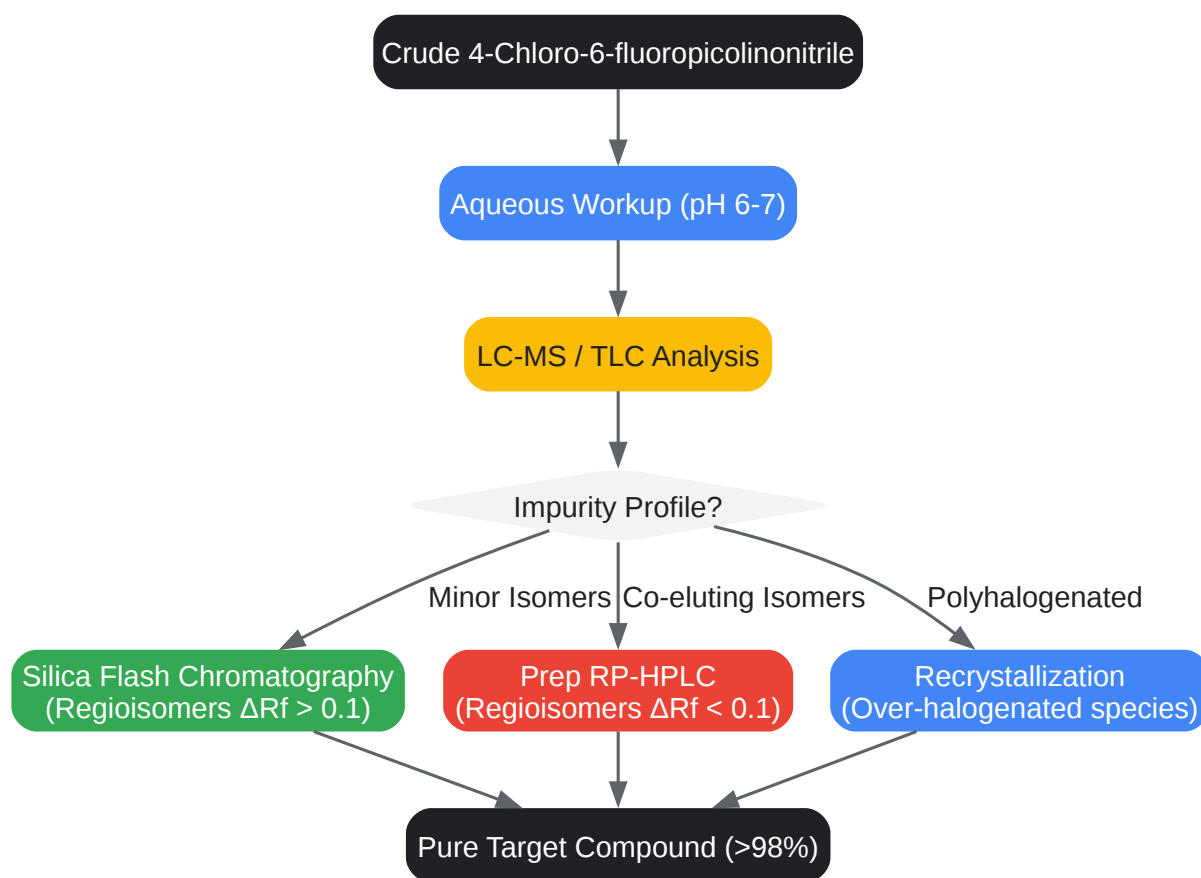 Crude 4-Chloro-6-fluoropicolinonitrile
Aqueous Workup (pH 6-7)
LC-MS / TLC Analysis
Impurity Profile?
Minor Isomers
Co-eluting Isomers
Polyhalogenated
Silica Flash Chromatography
(Regioisomers ΔRf > 0.1)
Prep RP-HPLC
(Regioisomers ΔRf < 0.1)
Recrystallization
(Over-halogenated species)
Pure Target Compound (>98%)